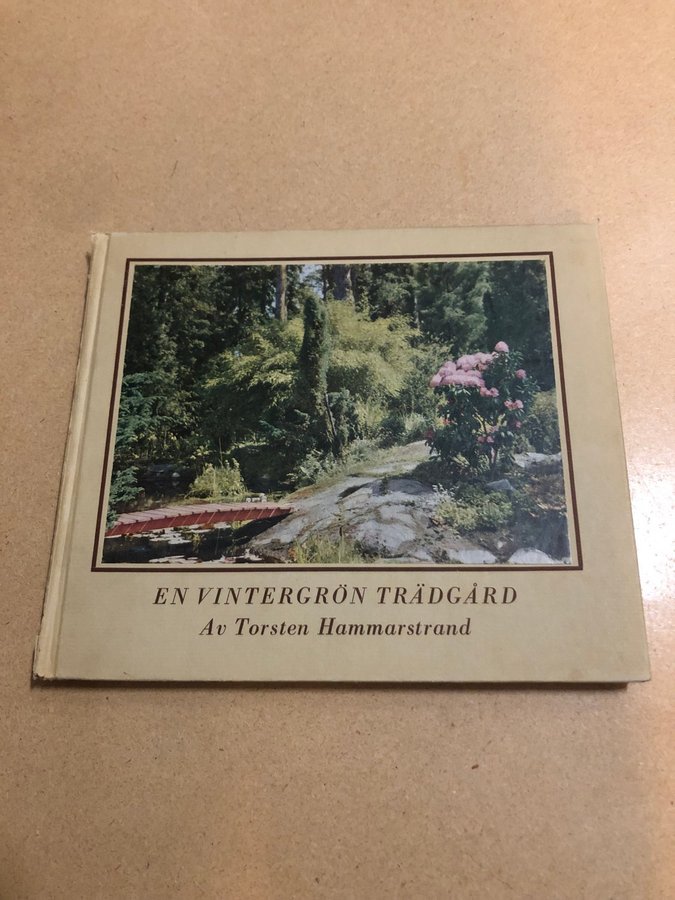 EN VINTERGRÖN TRÄDGÅRD
Av Torsten Hammarstrand